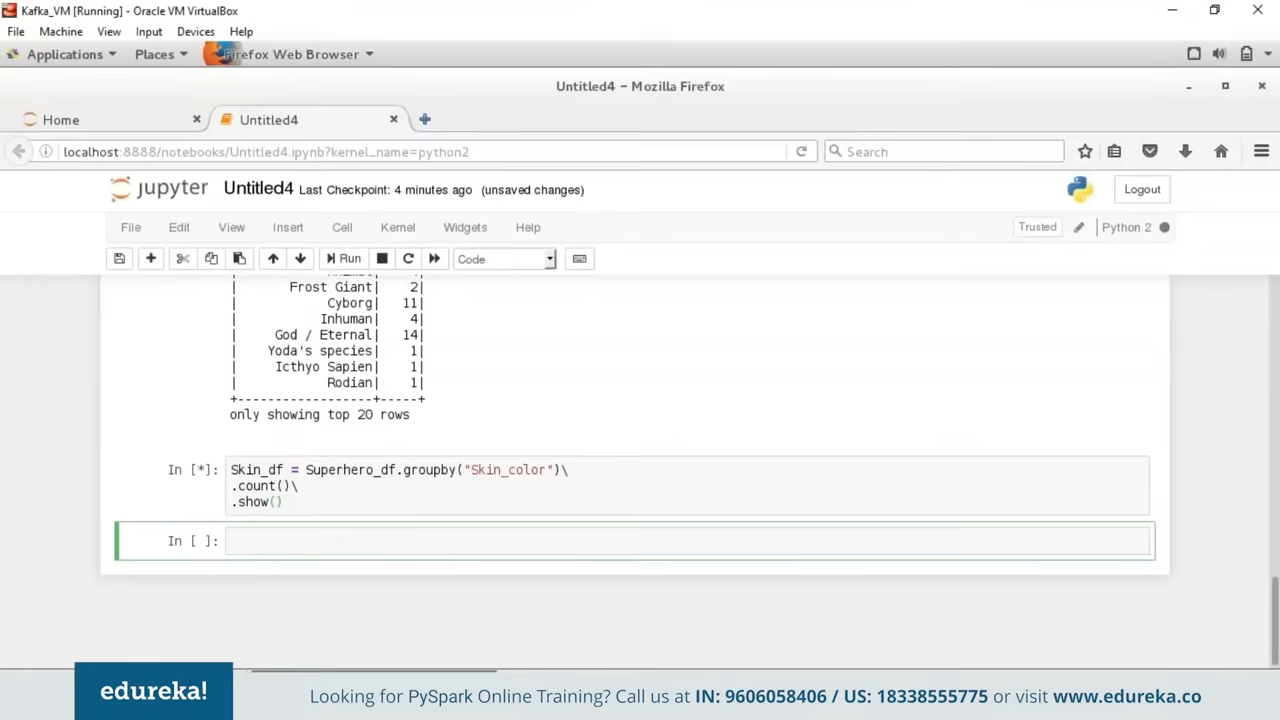 Kafka_VM [Running] - Oracle VM VirtualBox
File Machine View Input Devices Help
Applications Places Firefox Web Browser
Untitled4 - Mozilla Firefox
Home Untitled4
localhost:8888/notebooks/Untitled4.ipynb?kernel_name=python2 Search
jupyter Untitled4 Last Checkpoint: 4 minutes ago (unsaved changes) Logout
File Edit View Insert Cell Kernel Widgets Help Trusted Python 2
Run Code
| Frost Giant| 2|
| Cyborg| 11|
| Inhuman| 4|
| God / Eternal| 14|
| Yoda's species| 1|
| Icthyo Sapien| 1|
| Rodian| 1|
+-----------------+-----+
only showing top 20 rows
In [*]: Skin_df = Superhero_df.groupby("Skin_color")\
.count()\
.show()
In [ ]:
edureka! Looking for PySpark Online Training? Call us at IN: 9606058406 / US: 18338555775 or visit www.edureka.co